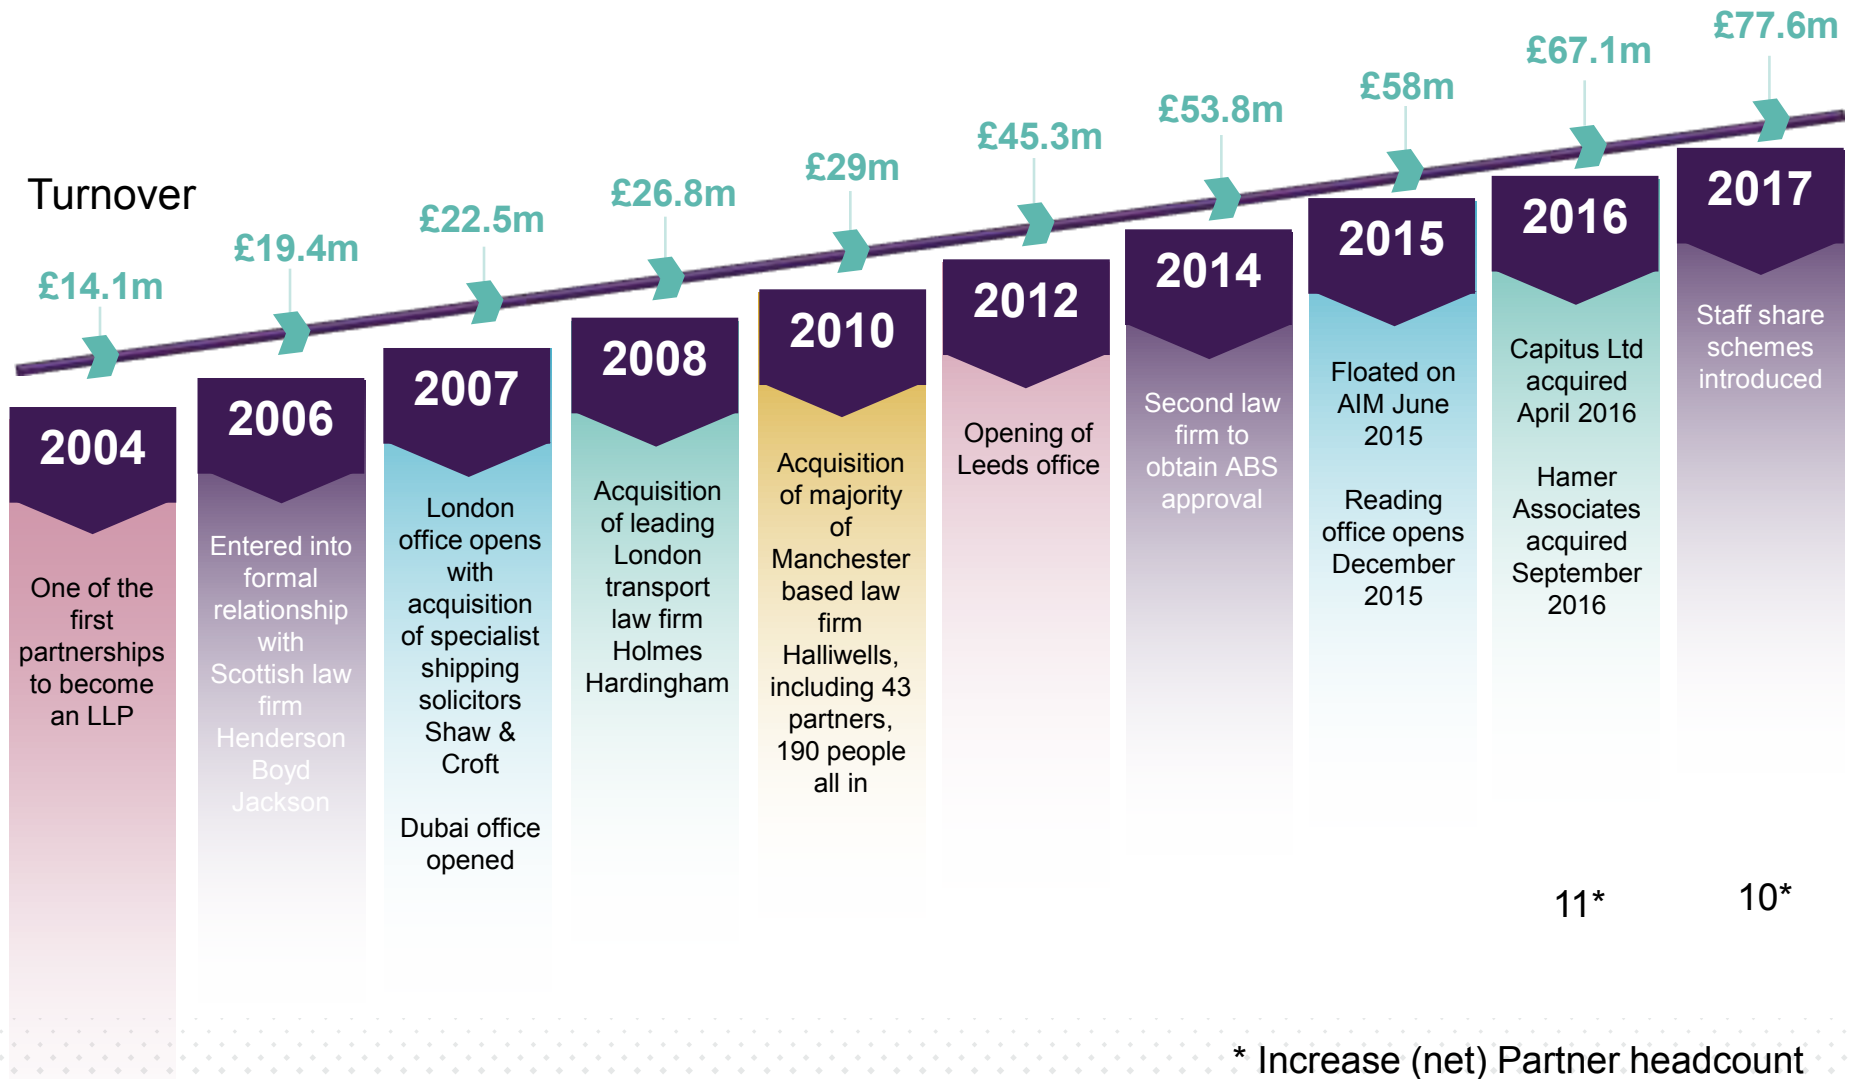 £77.6m
£67.1m
£58m
£53.8m
£45.3m
£29m
£26.8m
£22.5m
£19.4m
£14.1m
Turnover
2004
One of the
first
partnerships
to become
an LLP
2006
Entered into
formal
relationship
with
Scottish law
firm
Henderson
Boyd
Jackson
2007
London
office opens
with
acquisition
of specialist
shipping
solicitors
Shaw &
Croft
Dubai office
opened
2008
Acquisition
of leading
London
transport
law firm
Holmes
Hardingham
2010
Acquisition
of majority
of
Manchester
based law
firm
Halliwells,
including 43
partners,
190 people
all in
2012
Opening of
Leeds office
2014
Second law
firm to
obtain ABS
approval
2015
Floated on
AIM June
2015
Reading
office opens
December
2015
2016
Capitus Ltd
acquired
April 2016
Hamer
Associates
acquired
September
2016
11*
2017
Staff share
schemes
introduced
10*
* Increase (net) Partner headcount